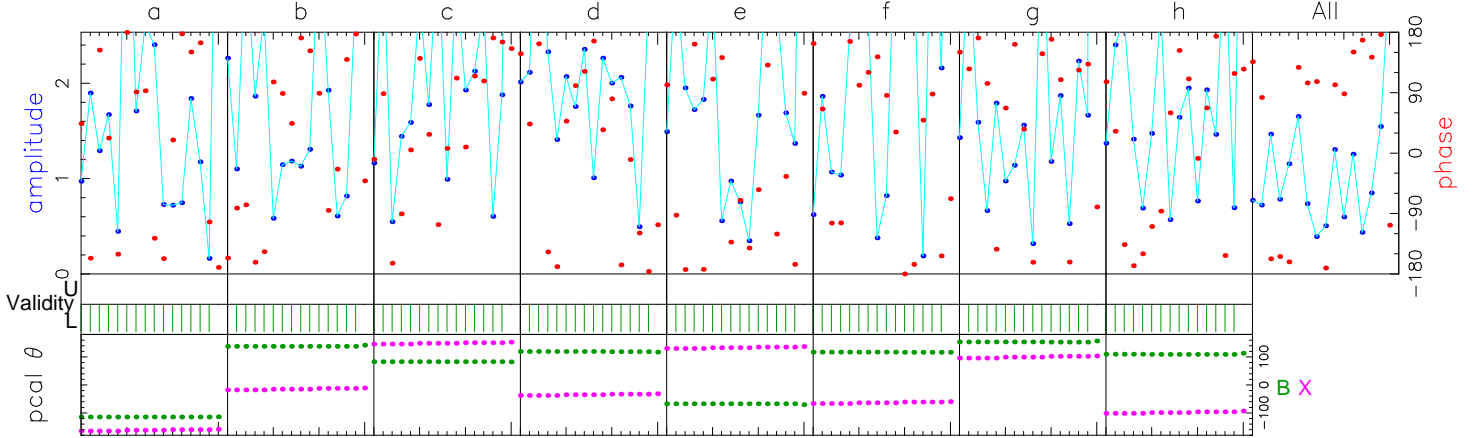 a b c d e f g h All
amplitude
2
1
0
180
90
0
−90
−180
phase
Validity
U
L
pcal θ
100
0
−100
B X